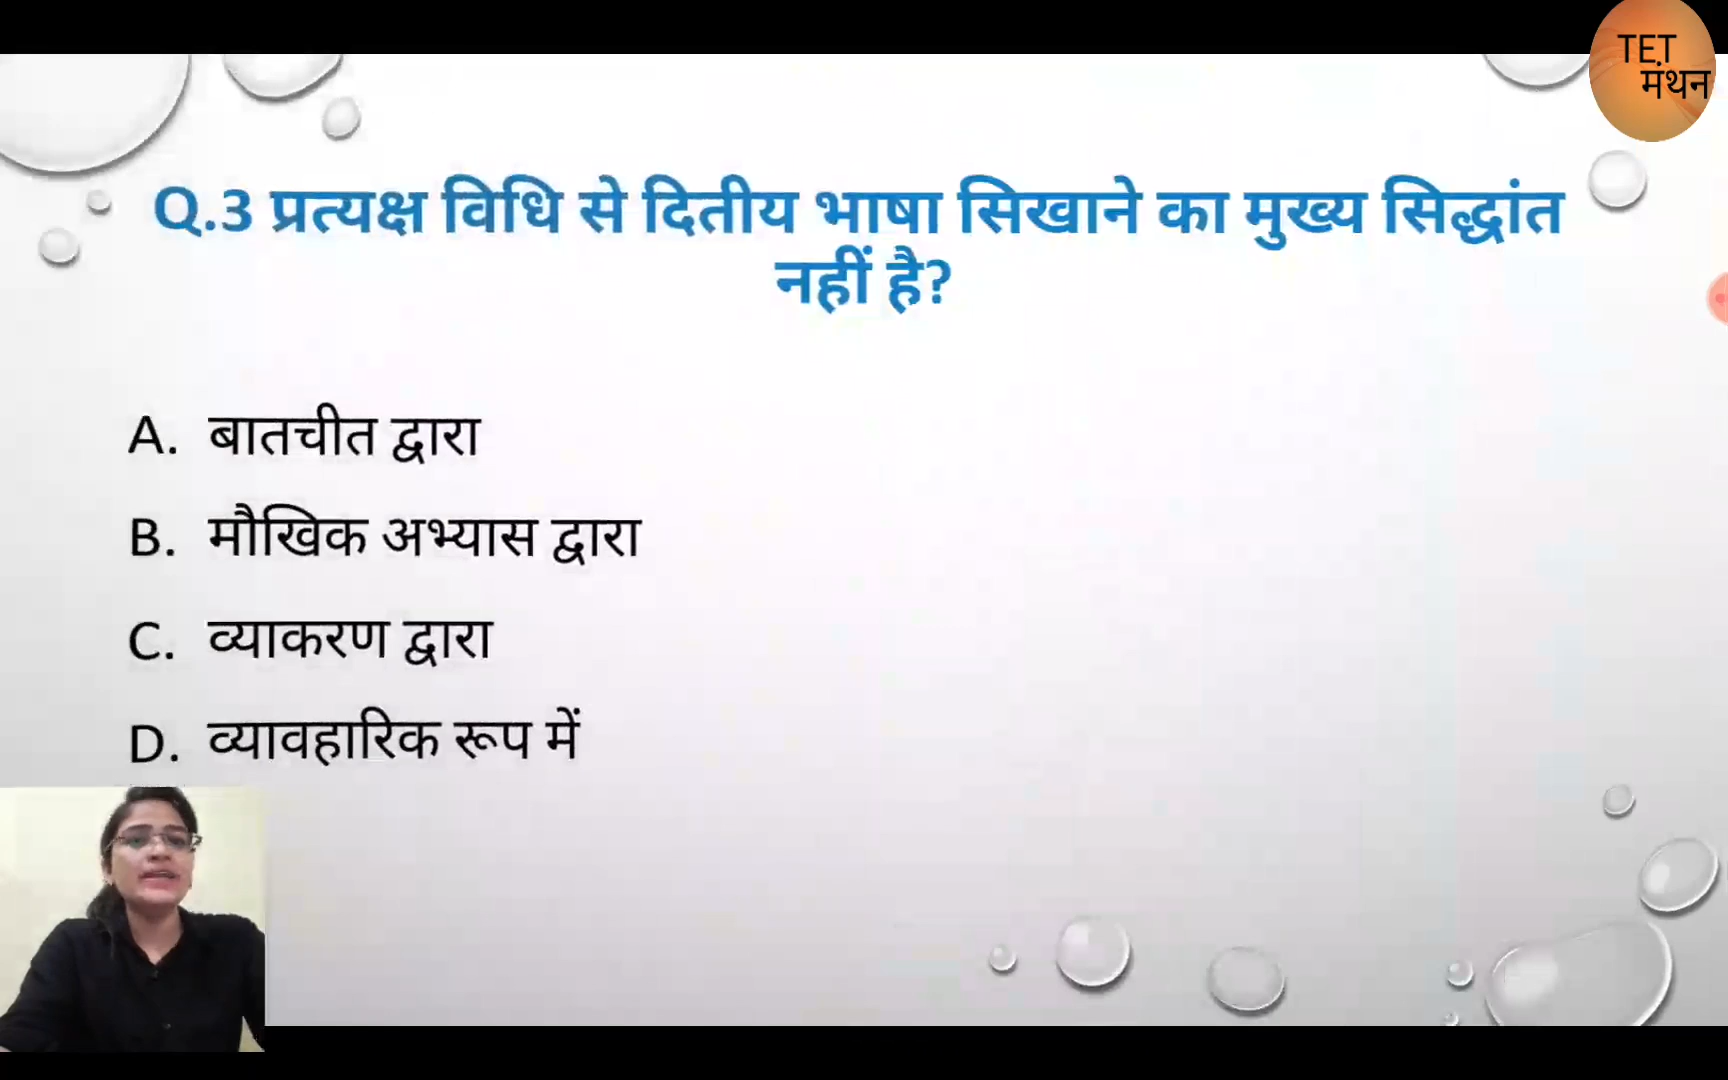 TET
मंथन
Q.3 प्रत्यक्ष विधि से दितीय भाषा सिखाने का मुख्य सिद्धांत
नहीं है?
A. बातचीत द्वारा
B. मौखिक अभ्यास द्वारा
C. व्याकरण द्वारा
D. व्यावहारिक रूप में